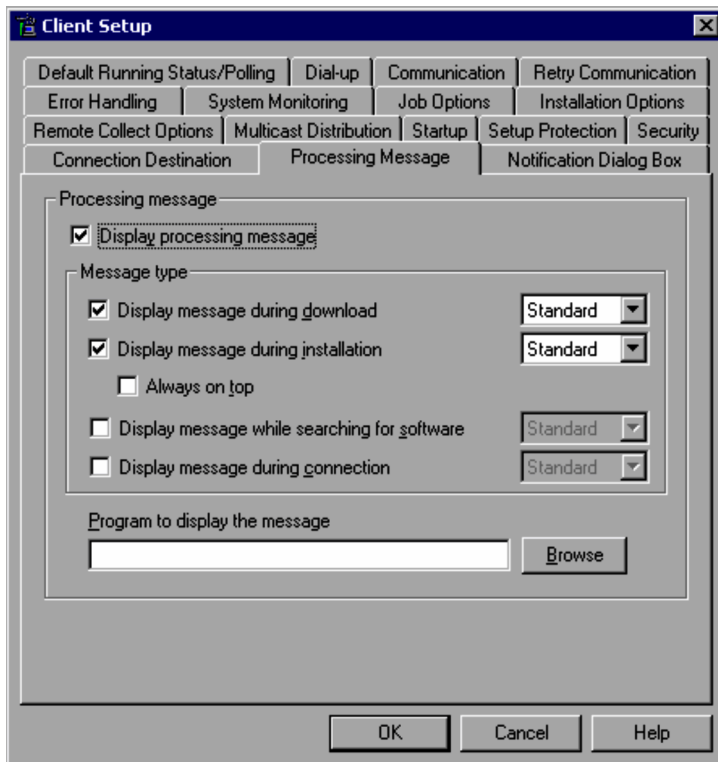 Client Setup
Default Running Status/Polling Dial-up Communication Retry Communication
Error Handling System Monitoring Job Options Installation Options
Remote Collect Options Multicast Distribution Startup Setup Protection Security
Connection Destination Processing Message Notification Dialog Box
Processing message
Display processing message
Message type
Display message during download Standard
Display message during installation Standard
Always on top
Display message while searching for software Standard
Display message during connection Standard
Program to display the message
Browse
OK Cancel Help